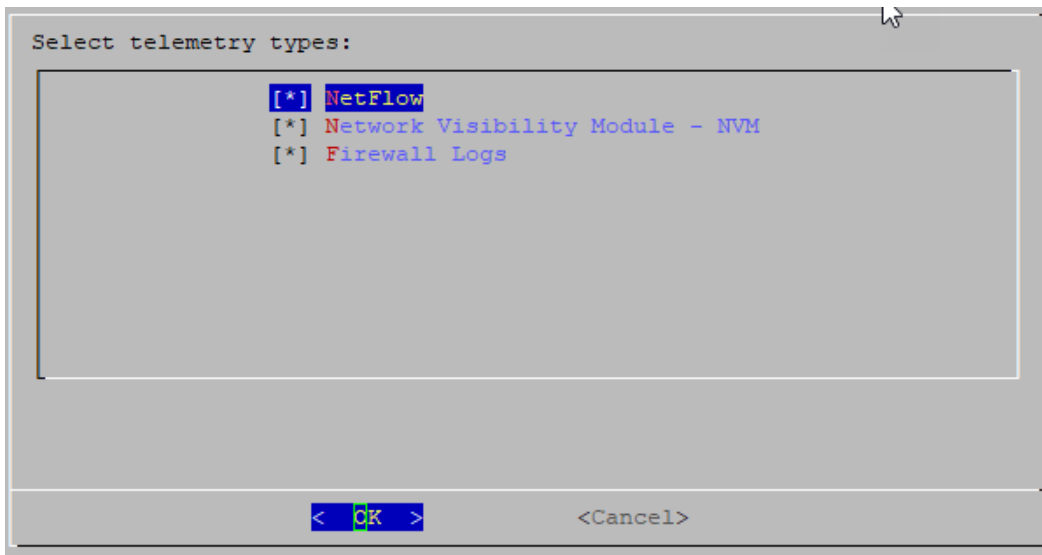 Select telemetry types:
[*] NetFlow
[*] Network Visibility Module - NVM
[*] Firewall Logs
< OK > <Cancel>